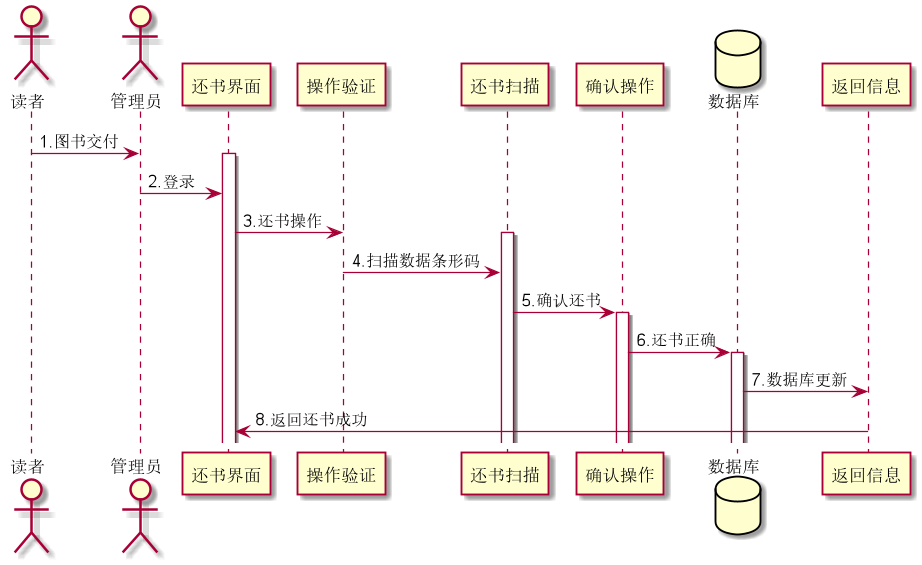 读者
管理员
还书界面
操作验证
还书扫描
确认操作
数据库
返回信息
1.图书交付
2.登录
3.还书操作
4.扫描数据条形码
5.确认还书
6.还书正确
7.数据库更新
8.返回还书成功
读者
管理员
还书界面
操作验证
还书扫描
确认操作
数据库
返回信息